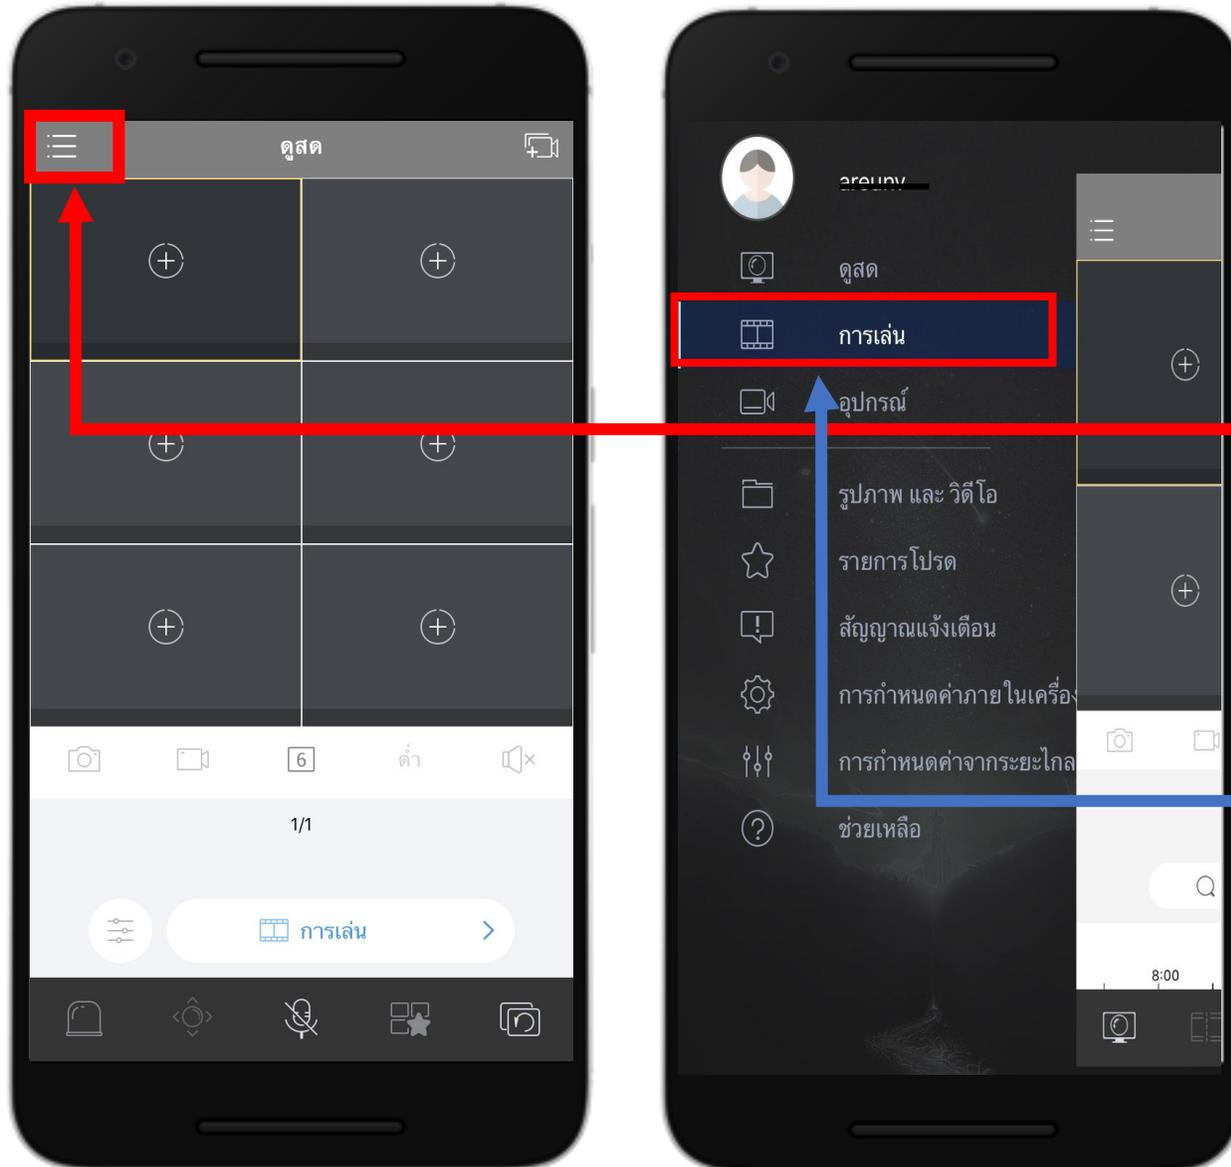 ดูสด
6
ต่ำ
1/1
การเล่น
ดูสด
การเล่น
อุปกรณ์
รูปภาพ และ วิดีโอ
รายการโปรด
สัญญาณแจ้งเตือน
การกำหนดค่าภายในเครื่อง
การกำหนดค่าจากระยะไกล
ช่วยเหลือ
8:00